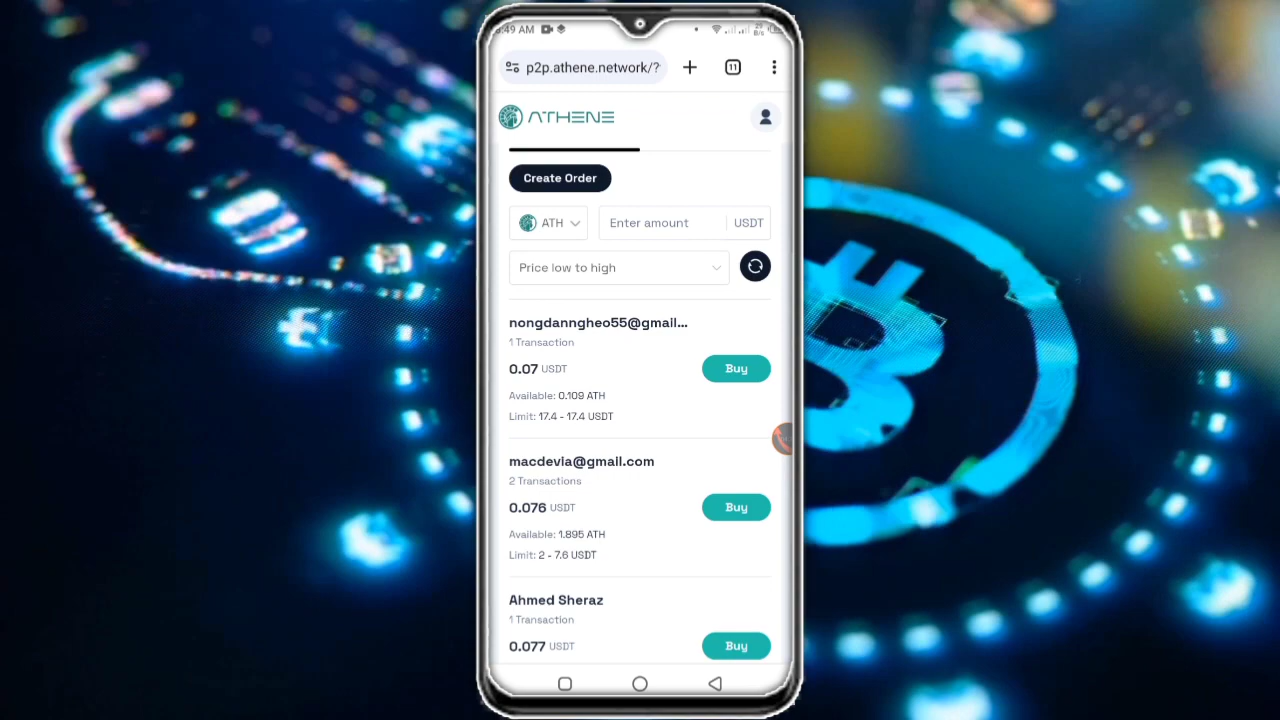 :49 AM
p2p.athene.network/?
11
ATHENE
Create Order
ATH Enter amount USDT
Price low to high
nongdanngheo55@gmail...
1 Transaction
0.07 USDT Buy
Available: 0.109 ATH
Limit: 17.4 - 17.4 USDT
macdevia@gmail.com
2 Transactions
0.076 USDT Buy
Available: 1.895 ATH
Limit: 2 - 7.6 USDT
Ahmed Sheraz
1 Transaction
0.077 USDT Buy